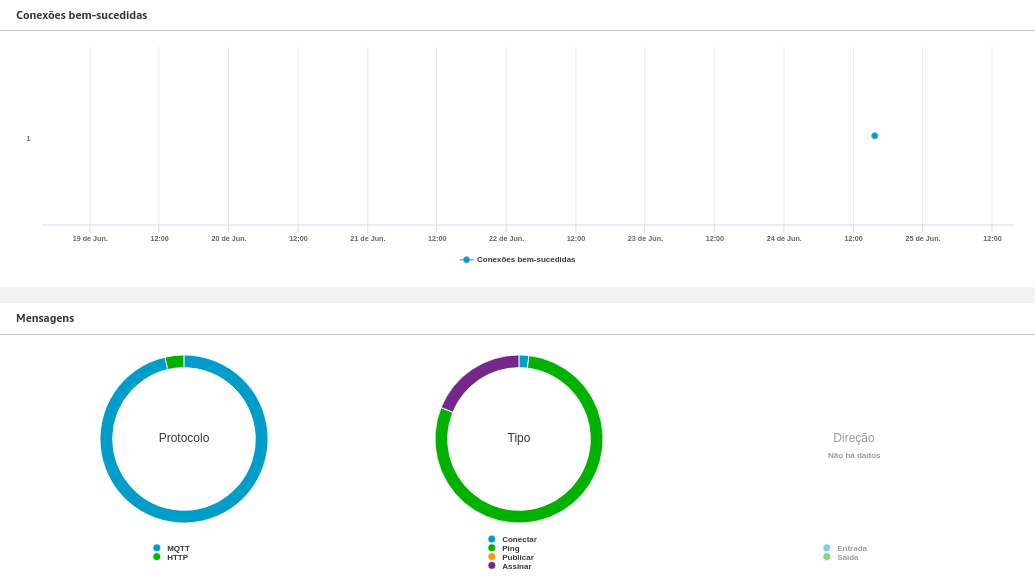 Conexões bem-sucedidas
1
19 de Jun. 12:00 20 de Jun. 12:00 21 de Jun. 12:00 22 de Jun. 12:00 23 de Jun. 12:00 24 de Jun. 12:00 25 de Jun. 12:00
Conexões bem-sucedidas
Mensagens
Protocolo
MQTT
HTTP
Tipo
Conectar
Ping
Publicar
Assinar
Direção
Não há dados
Entrada
Saída